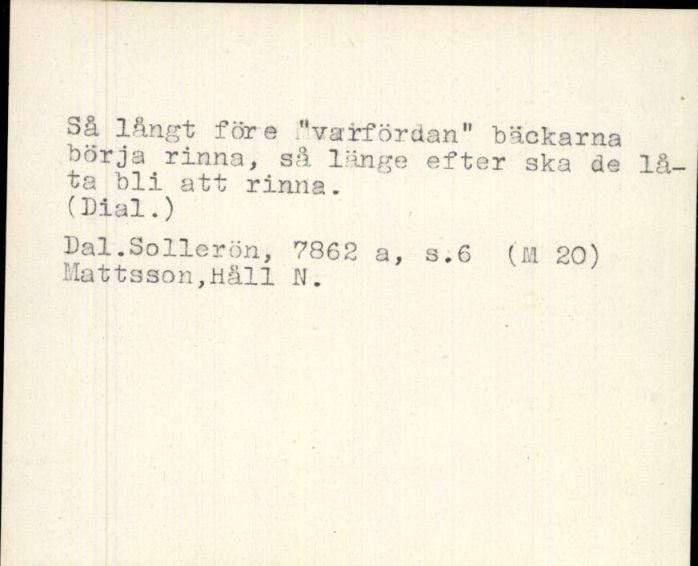 Så långt före "varfördan" bäckarna
börja rinna, så länge efter ska de lå-
ta bli att rinna.
(Dial.)
Dal.Sollerön, 7862 a, s.6 (M 20)
Mattsson,Håll N.